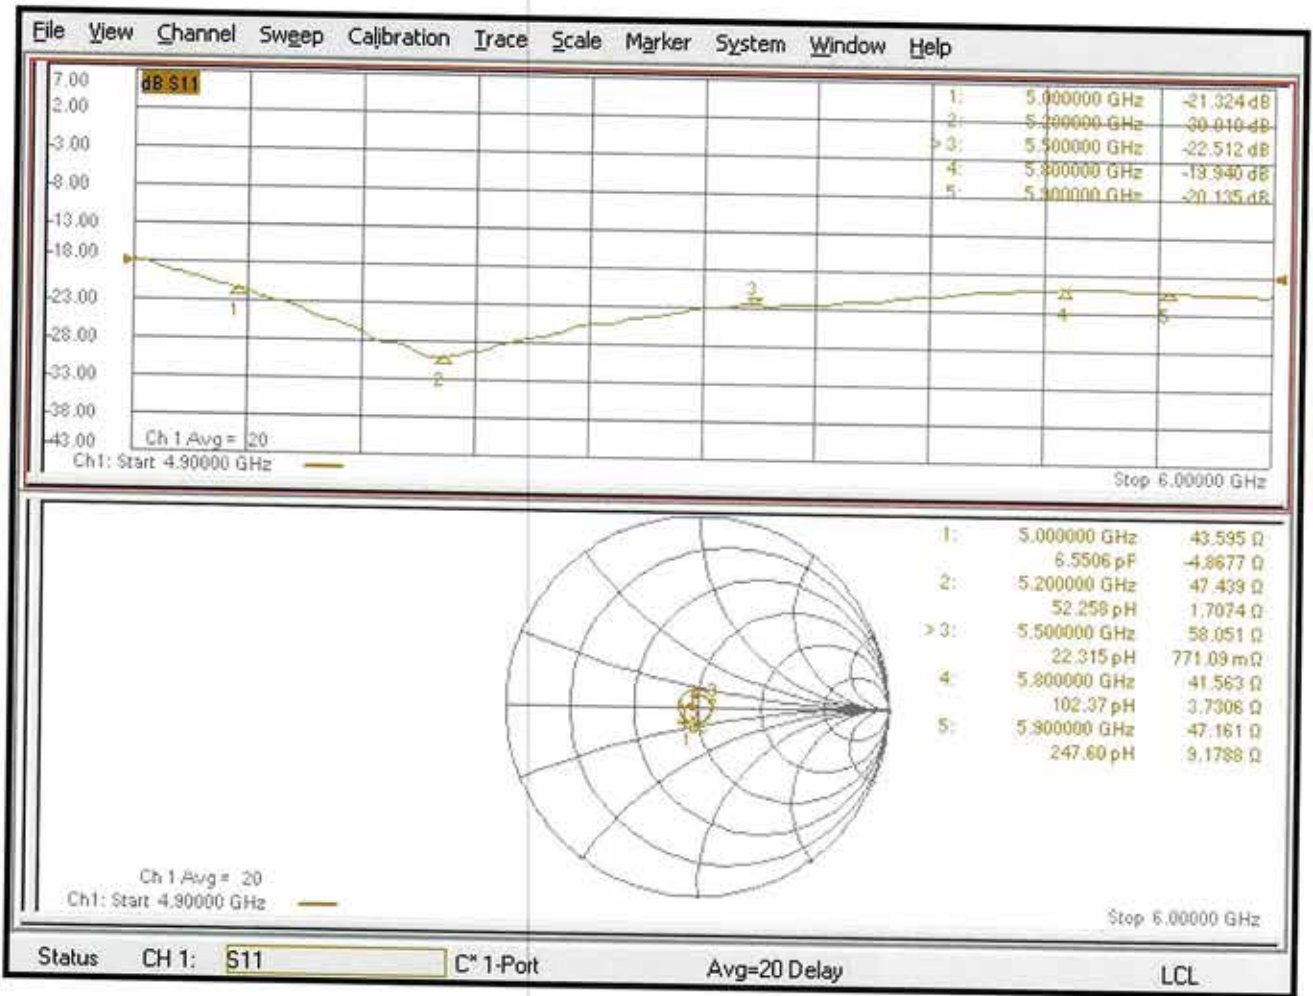 File View Channel Sweep Calibration Trace Scale Marker System Window Help
7.00
2.00
-3.00
-8.00
-13.00
-18.00
-23.00
-28.00
-33.00
-38.00
-43.00
dB S11
1: 5.000000 GHz -21.324 dB
2: 5.200000 GHz -30.010 dB
> 3: 5.500000 GHz -22.512 dB
4: 5.800000 GHz -19.940 dB
5: 5.900000 GHz -20.135 dB
1
2
3
4
5
Ch 1 Avg = 20
Ch1: Start 4.90000 GHz
Stop 6.00000 GHz
1: 5.000000 GHz 43.595 Ω
6.5506 pF -4.8677 Ω
2: 5.200000 GHz 47.439 Ω
52.258 pH 1.7074 Ω
> 3: 5.500000 GHz 58.051 Ω
22.315 pH 771.09 mΩ
4: 5.800000 GHz 41.563 Ω
102.37 pH 3.7306 Ω
5: 5.900000 GHz 47.161 Ω
247.60 pH 9.1788 Ω
3
1
Ch 1 Avg = 20
Ch1: Start 4.90000 GHz
Stop 6.00000 GHz
Status CH 1: S11 C* 1-Port Avg=20 Delay LCL